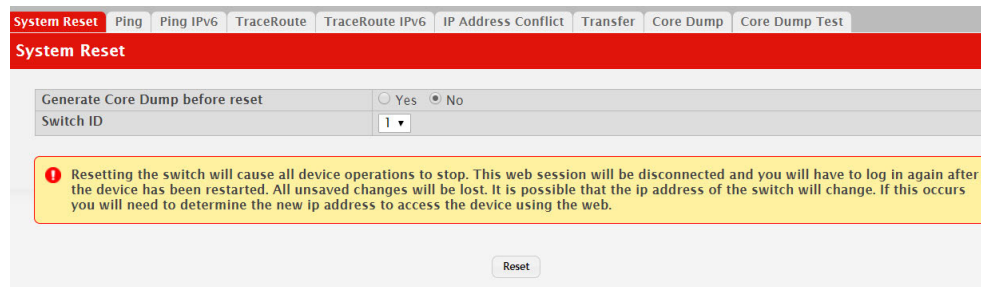 System Reset Ping Ping IPv6 TraceRoute TraceRoute IPv6 IP Address Conflict Transfer Core Dump Core Dump Test
System Reset
Generate Core Dump before reset Yes No
Switch ID 1
Resetting the switch will cause all device operations to stop. This web session will be disconnected and you will have to log in again after
the device has been restarted. All unsaved changes will be lost. It is possible that the ip address of the switch will change. If this occurs
you will need to determine the new ip address to access the device using the web.
Reset